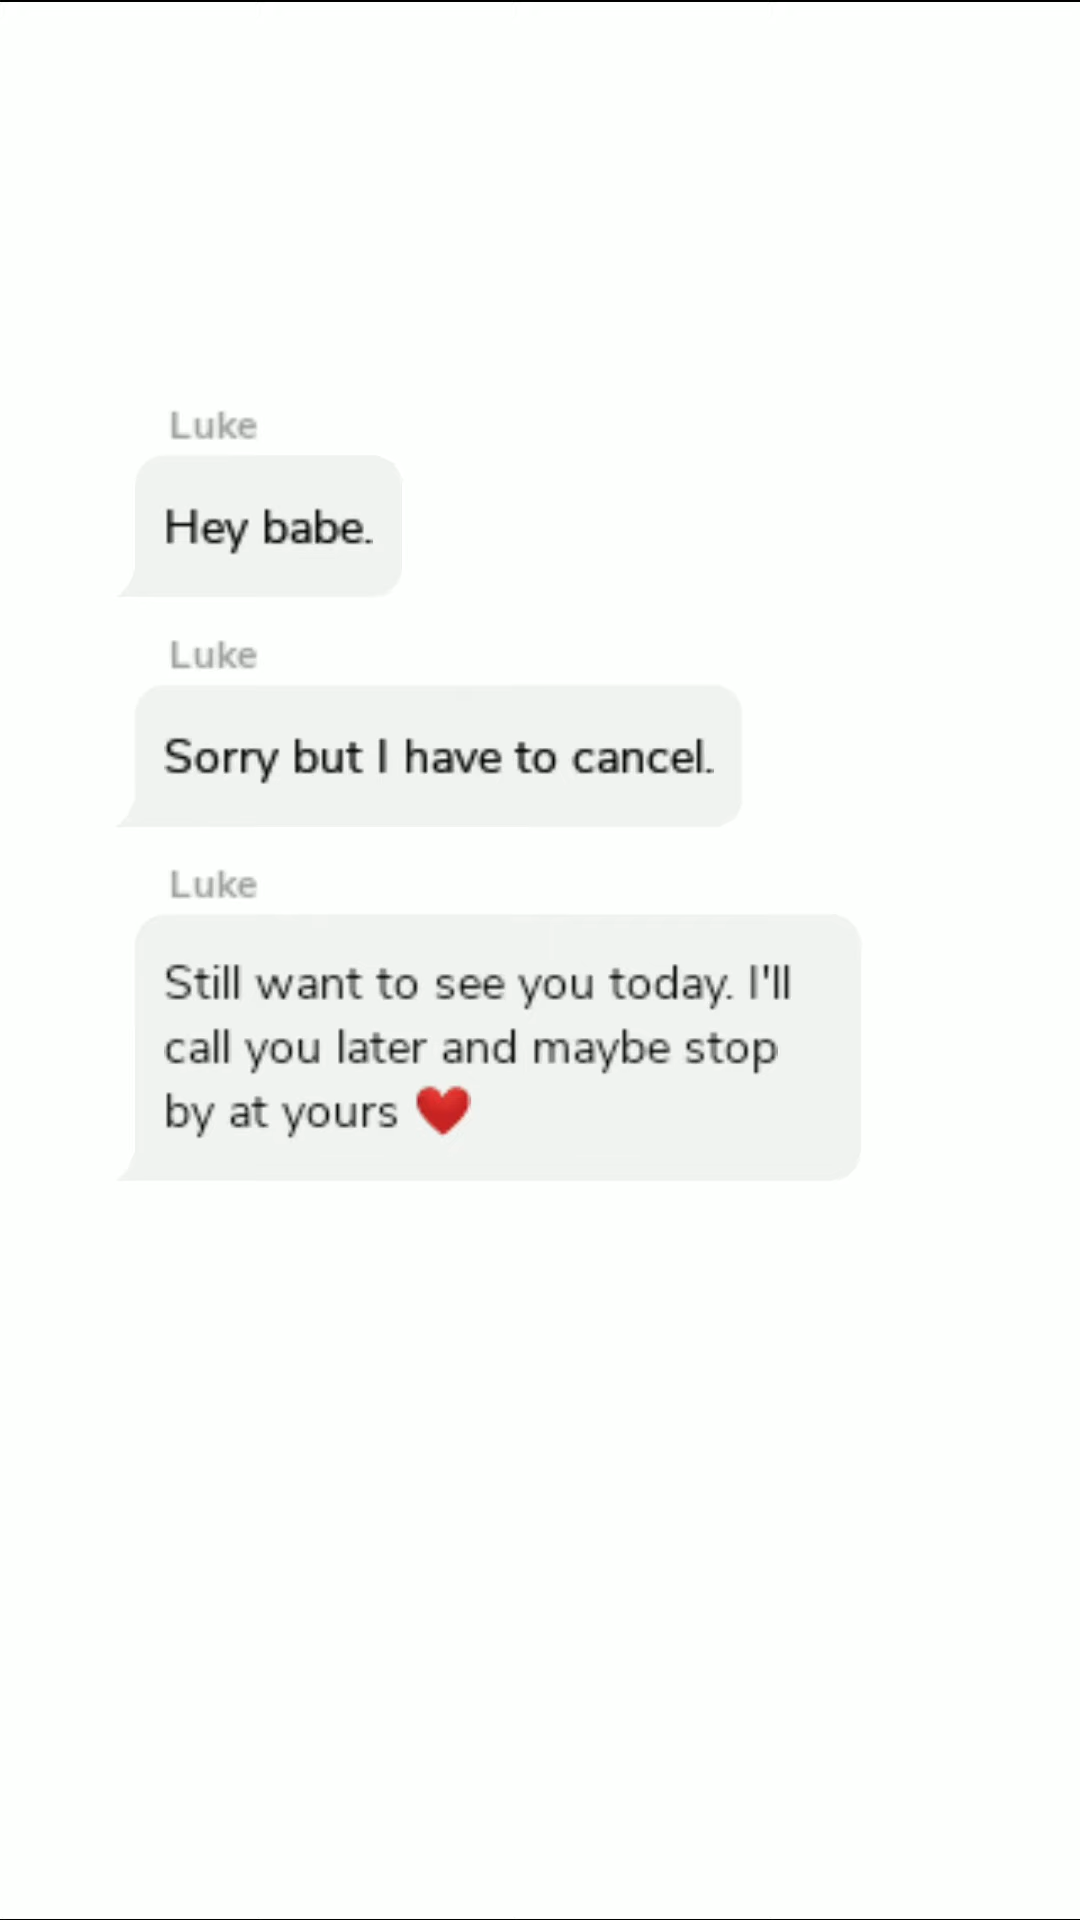 Luke
Hey babe.
Luke
Sorry but I have to cancel.
Luke
Still want to see you today. I'll
call you later and maybe stop
by at yours ❤️